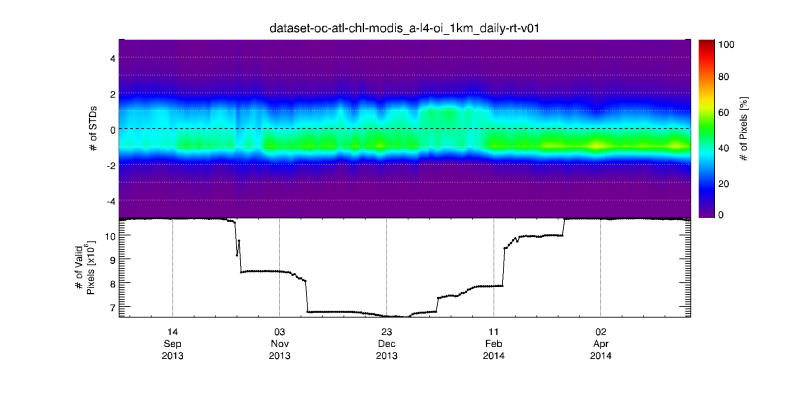 dataset-oc-atl-chl-modis_a-l4-oi_1km_daily-rt-v01
4
2
0
-2
-4
# of STDs
100
80
60
40
20
0
# of Pixels [%]
10
9
8
7
# of Valid
Pixels [x10⁶]
14
Sep
2013
03
Nov
2013
23
Dec
2013
11
Feb
2014
02
Apr
2014